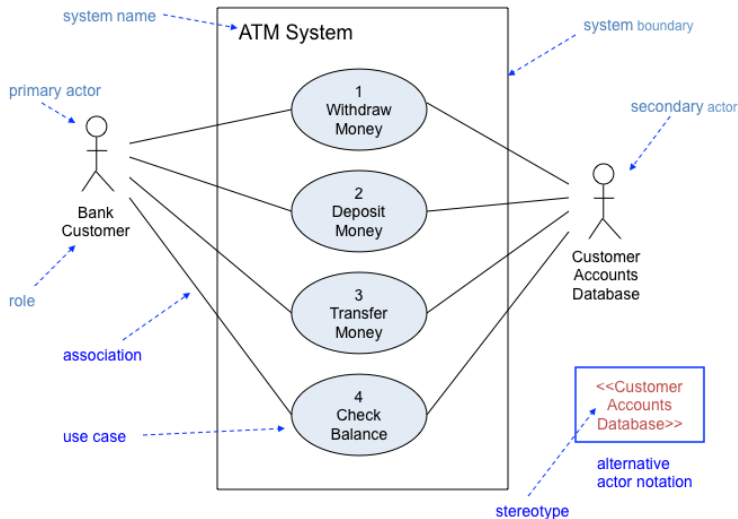 system name
ATM System
system boundary
primary actor
1
Withdraw
Money
secondary actor
Bank
Customer
2
Deposit
Money
Customer
Accounts
Database
role
3
Transfer
Money
association
4
Check
Balance
use case
<<Customer
Accounts
Database>>
alternative
actor notation
stereotype